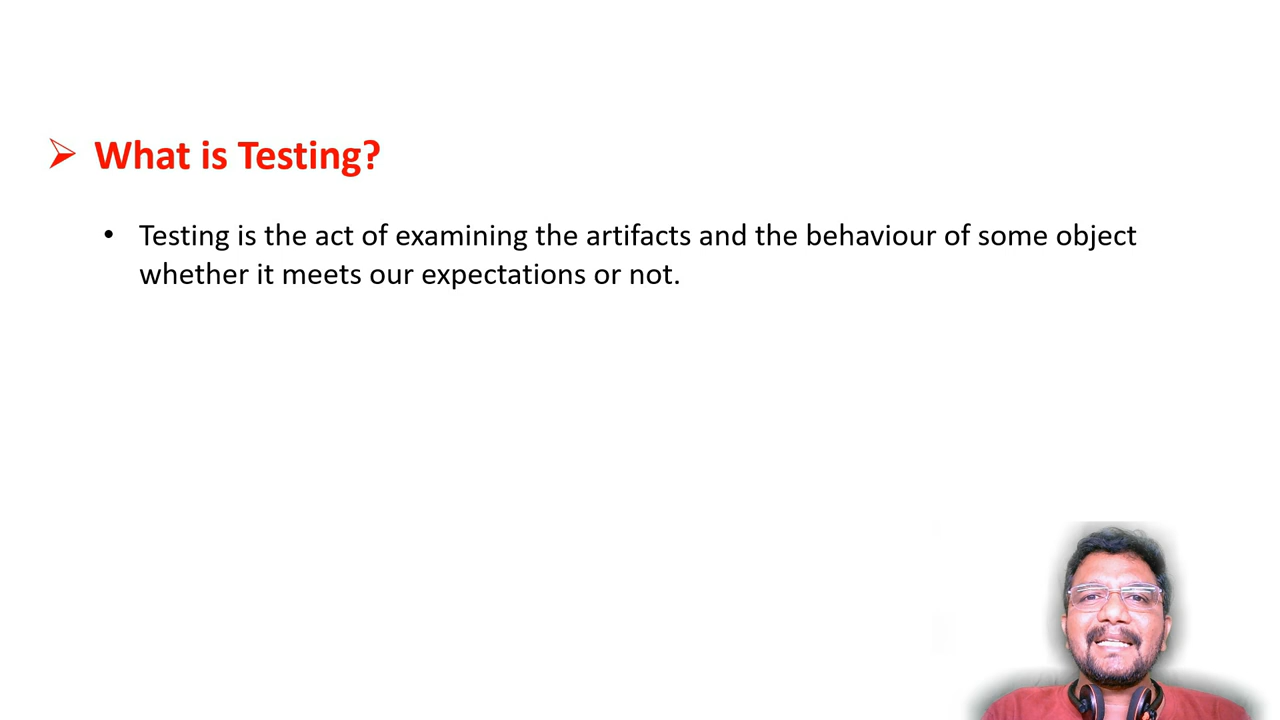 What is Testing?
Testing is the act of examining the artifacts and the behaviour of some object
whether it meets our expectations or not.